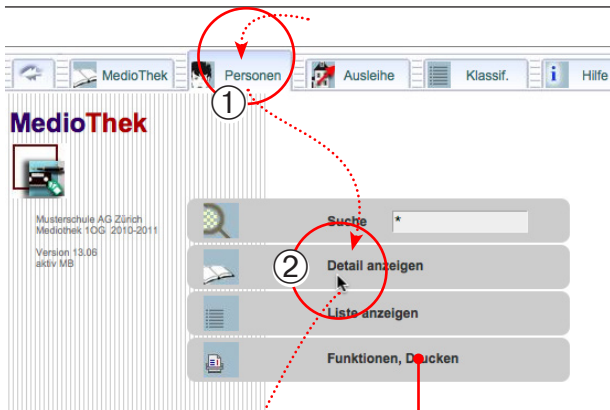 MedioThek Personen Ausleihe Klassif. Hilfe
1
MedioThek
Musterschule AG Zürich
Mediothek 1OG 2010-2011
Version 13.06
aktiv MB
Suche *
2 Detail anzeigen
Liste anzeigen
Funktionen, Drucken